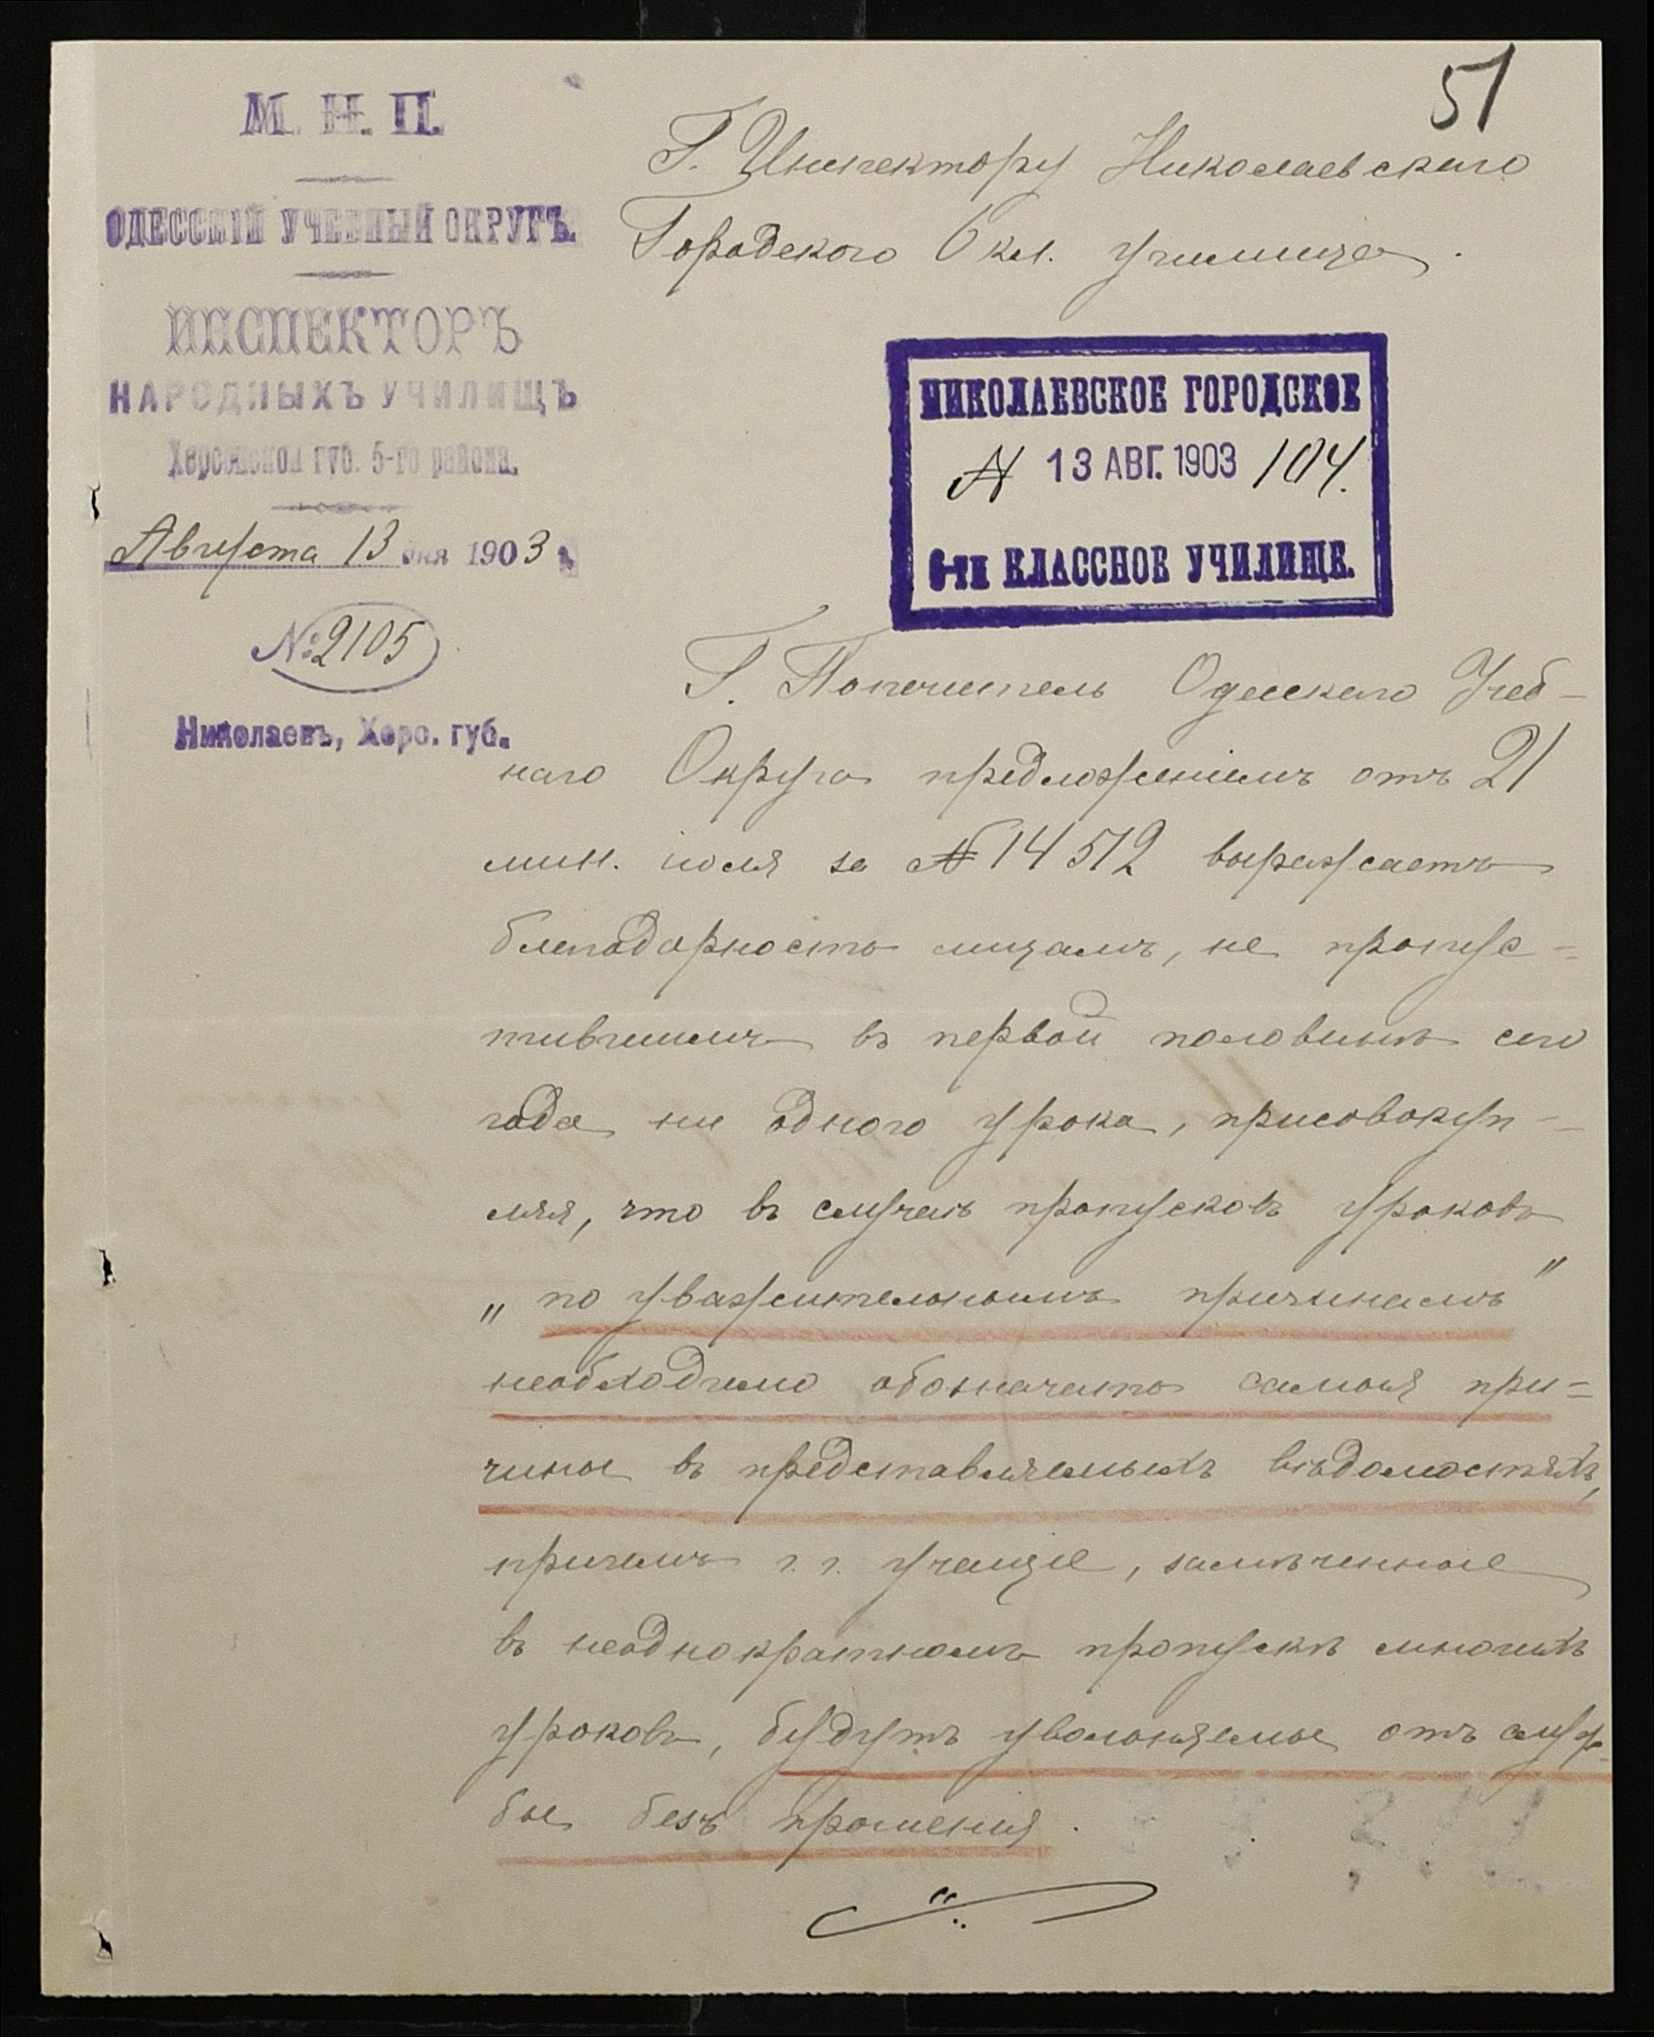 51
М. Н. П.
ОДЕССКІЙ УЧЕБНЫЙ ОКРУГЪ.
ИНСПЕКТОРЪ
НАРОДНЫХЪ УЧИЛИЩЪ
Херсонской губ. 5-го района.
Августа 13 дня 1903 г.
№ 2105
Николаевъ, Херс. губ.
Г. Инспектору Николаевскаго
Городского 6 кл. училища.
НИКОЛАЕВСКОЕ ГОРОДСКОЕ
№ 13 АВГ. 1903 104.
6-ти КЛАССНОЕ УЧИЛИЩЕ.
Г. Попечитель Одесскаго Учеб-
наго Округа предложеніемъ отъ 21
мин. іюля за № 14512 выражаетъ
благодарность лицамъ, не пропус=
тившимъ въ первой половинѣ сего
года ни одного урока, присовокуп-
ляя, что въ случаѣ пропусковъ уроковъ
„по уважительнымъ причинамъ"
необходимо обозначать самыя при=
чины въ представляемыхъ вѣдомостяхъ,
причемъ г.г. учащіе, замѣченные
въ неоднократномъ пропускѣ многихъ
уроковъ, будутъ увольняемы отъ служ-
бы безъ прошенія.